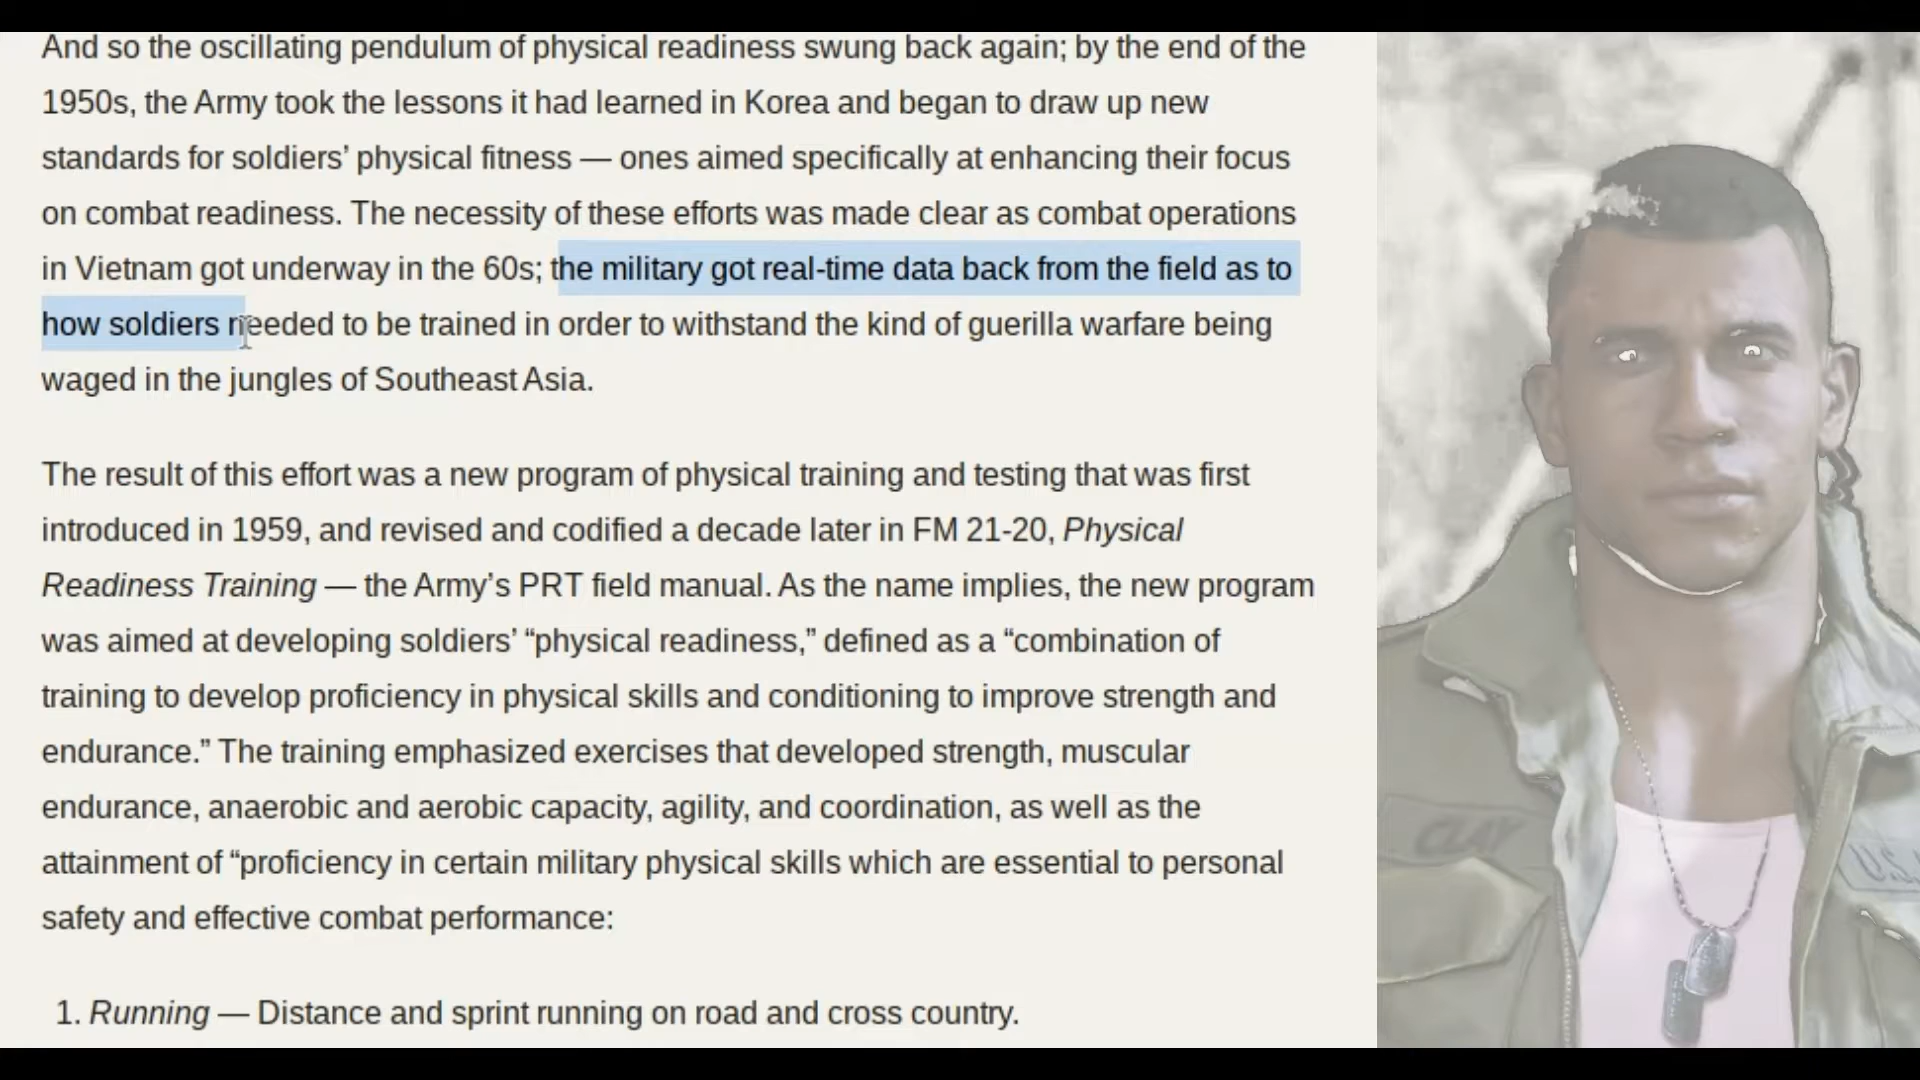 And so the oscillating pendulum of physical readiness swung back again; by the end of the
1950s, the Army took the lessons it had learned in Korea and began to draw up new
standards for soldiers’ physical fitness — ones aimed specifically at enhancing their focus
on combat readiness. The necessity of these efforts was made clear as combat operations
in Vietnam got underway in the 60s; the military got real-time data back from the field as to
how soldiers needed to be trained in order to withstand the kind of guerilla warfare being
waged in the jungles of Southeast Asia.
The result of this effort was a new program of physical training and testing that was first
introduced in 1959, and revised and codified a decade later in FM 21-20, Physical
Readiness Training — the Army’s PRT field manual. As the name implies, the new program
was aimed at developing soldiers’ “physical readiness,” defined as a “combination of
training to develop proficiency in physical skills and conditioning to improve strength and
endurance.” The training emphasized exercises that developed strength, muscular
endurance, anaerobic and aerobic capacity, agility, and coordination, as well as the
attainment of “proficiency in certain military physical skills which are essential to personal
safety and effective combat performance:
1. Running — Distance and sprint running on road and cross country.
CLAY
U.S.